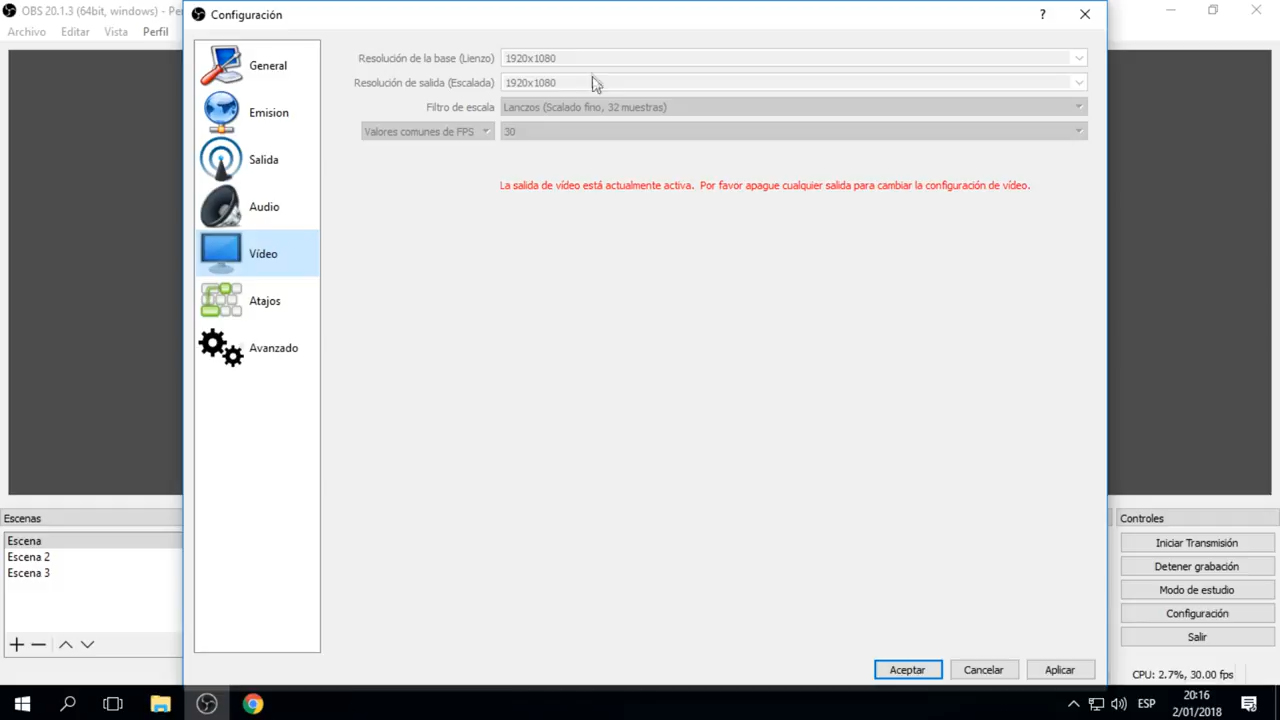 OBS 20.1.3 (64bit, windows) - Pe
Configuración
?
Archivo Editar Vista Perfil
General
Emision
Salida
Audio
Vídeo
Atajos
Avanzado
Resolución de la base (Lienzo) 1920x1080
Resolución de salida (Escalada) 1920x1080
Filtro de escala Lanczos (Scalado fino, 32 muestras)
Valores comunes de FPS 30
La salida de vídeo está actualmente activa. Por favor apague cualquier salida para cambiar la configuración de vídeo.
Escenas
Escena
Escena 2
Escena 3
Controles
Iniciar Transmisión
Detener grabación
Modo de estudio
Configuración
Salir
Aceptar Cancelar Aplicar
CPU: 2.7%, 30.00 fps
ESP
20:16
2/01/2018